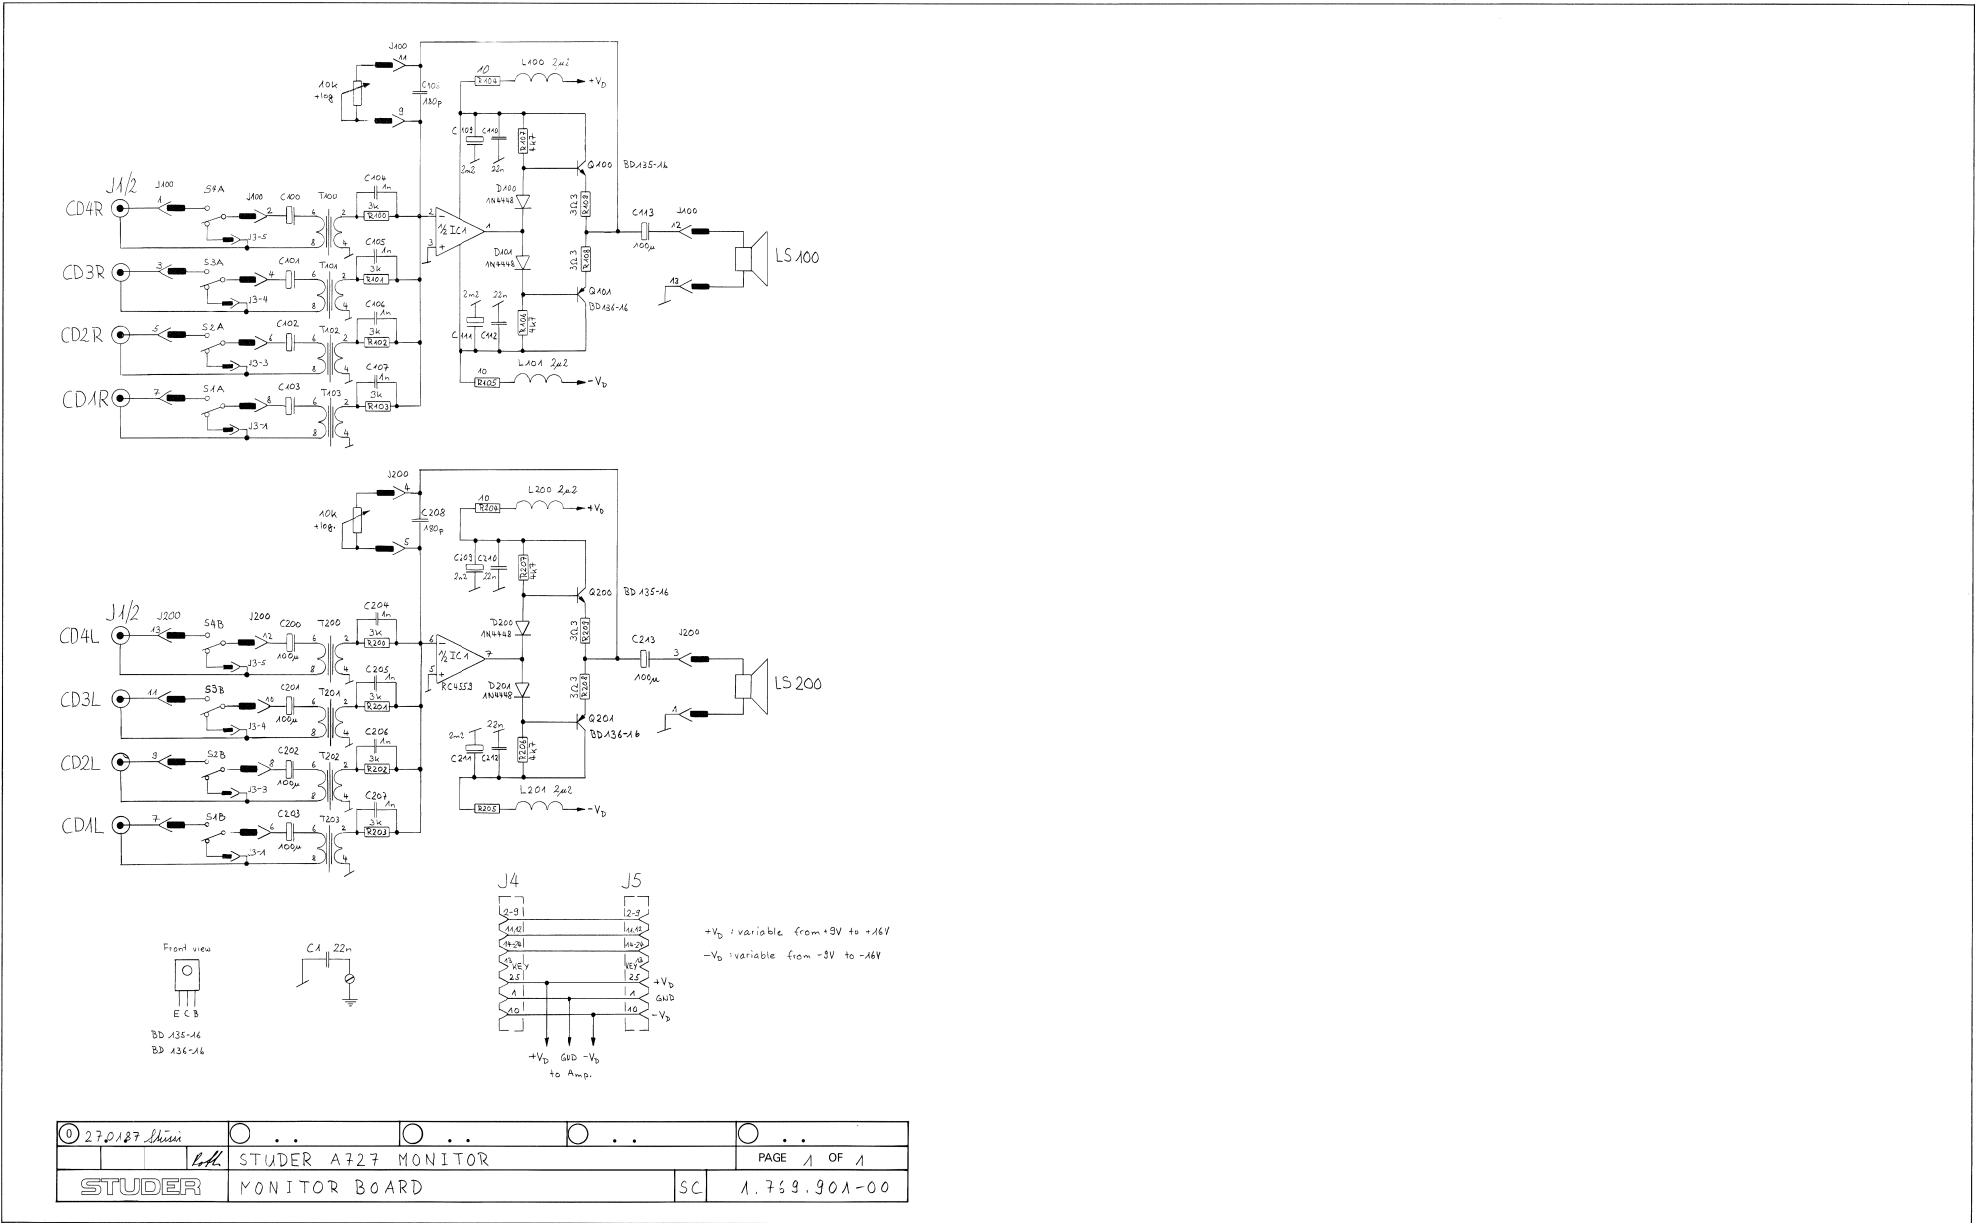 J100
11
10k
+log
9
C108
180p
10
R104
L100 2µ2
+VD
C109
2m2
C110
22n
R107
4k7
Q100 BD135-16
D100
1N4448
3Ω3
R109
C113
100µ
J100
12
13
LS100
J1/2
CD4R
J100
1
S4A
J100
2
J3-5
C100
T100
6
8
2
4
C104
1n
3k
R100
2
3
½ IC1
1
CD3R
3
S3A
4
J3-4
C101
T101
6
8
2
4
C105
1n
3k
R101
D101
1N4448
3Ω3
R108
Q101
BD136-16
CD2R
5
S2A
6
J3-3
C102
T102
6
8
2
4
C106
1n
3k
R102
2m2
C111
22n
C112
R106
4k7
CD1R
7
S1A
8
J3-1
C103
T103
6
8
2
4
C107
1n
3k
R103
10
R105
L101 2µ2
-VD
J200
4
10k
+log.
5
C208
180p
10
R204
L200 2µ2
+VD
C209
2m2
C210
22n
R207
4k7
Q200 BD135-16
D200
1N4448
3Ω3
R209
C213
100µ
J200
3
1
LS200
J1/2
CD4L
J200
13
S4B
J200
12
J3-5
C200
100µ
T200
6
8
2
4
C204
1n
3k
R200
6
5
½ IC1
RC4559
7
CD3L
11
S3B
10
J3-4
C201
100µ
T201
6
8
2
4
C205
1n
3k
R201
D201
1N4448
3Ω3
R208
Q201
BD136-16
CD2L
9
S2B
8
J3-3
C202
100µ
T202
6
8
2
4
C206
1n
3k
R202
2m2
C211
22n
C212
R206
4k7
CD1L
7
S1B
6
J3-1
C203
100µ
T203
6
8
2
4
C207
1n
3k
R203
R205
L201 2µ2
-VD
J4
J5
2-9 2-9
11,12 11,12
14-24 14-24
13 KEY KEY 13
25 25 +VD
1 1 GND
10 10 -VD
+VD GND -VD
to Amp.
+VD : variable from +9V to +16V
-VD : variable from -9V to -16V
Front view
E C B
BD 135-16
BD 136-16
C1 22n
0 27.01.87
STUDER A727 MONITOR
PAGE 1 OF 1
STUDER
MONITOR BOARD
SC
1.769.901-00